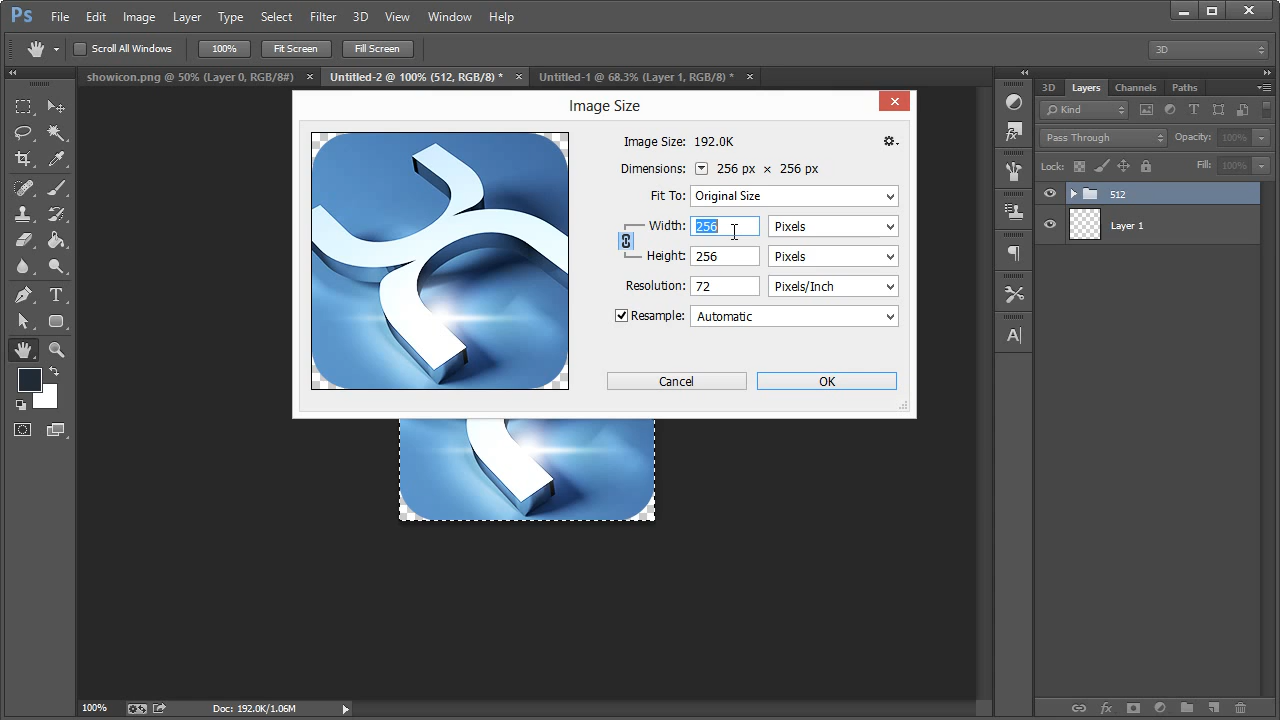 Ps File Edit Image Layer Type Select Filter 3D View Window Help
Scroll All Windows 100% Fit Screen Fill Screen 3D
showicon.png @ 50% (Layer 0, RGB/8#) × Untitled-2 @ 100% (512, RGB/8) * × Untitled-1 @ 68.3% (Layer 1, RGB/8) * ×
3D Layers Channels Paths
Kind
Pass Through Opacity: 100%
Lock: Fill: 100%
512
Layer 1
Image Size
Image Size: 192.0K
Dimensions: 256 px × 256 px
Fit To: Original Size
Width: 256 Pixels
Height: 256 Pixels
Resolution: 72 Pixels/Inch
Resample: Automatic
Cancel OK
100% Doc: 192.0K/1.06M